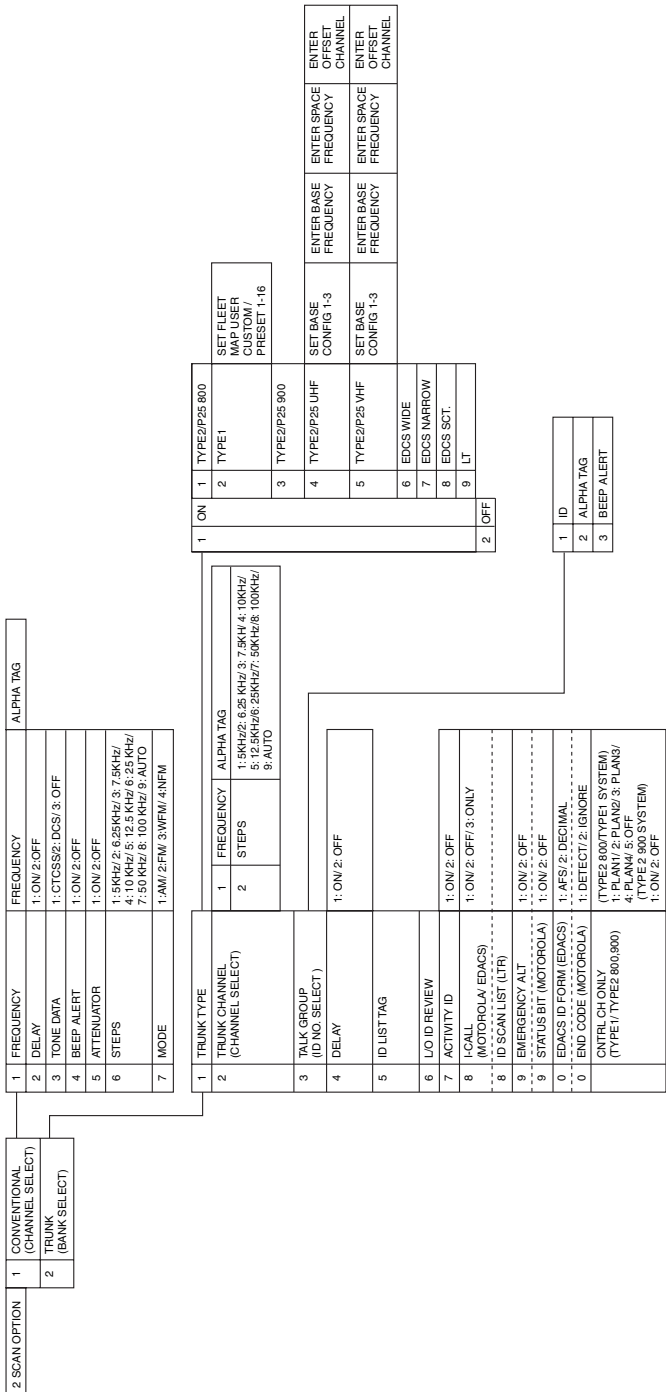 2 SCAN OPTION
1 CONVENTIONAL
(CHANNEL SELECT)
2 TRUNK
(BANK SELECT)
1 FREQUENCY FREQUENCY ALPHA TAG
2 DELAY 1: ON/ 2:OFF
3 TONE DATA 1: CTCSS/2: DCS/ 3: OFF
4 BEEP ALERT 1: ON/ 2:OFF
5 ATTENUATOR 1: ON/ 2:OFF
6 STEPS 1: 5KHz/ 2: 6.25KHz/ 3: 7.5KHz/
4: 10 KHz/ 5: 12.5 KHz/ 6: 25 KHz/
7: 50 KHz/ 8: 100 KHz/ 9: AUTO
7 MODE 1:AM/ 2:FM/ 3:WFM/ 4:NFM
1 TRUNK TYPE
2 TRUNK CHANNEL
(CHANNEL SELECT)
3 TALK GROUP
(ID NO. SELECT )
4 DELAY 1: ON/ 2: OFF
5 ID LIST TAG
6 L/O ID REVIEW
7 ACTIVITY ID 1: ON/ 2: OFF
8 I-CALL 1: ON/ 2: OFF/ 3: ONLY
(MOTOROLA/ EDACS)
8 ID SCAN LIST (LTR)
9 EMERGENCY ALT 1: ON/ 2: OFF
9 STATUS BIT (MOTOROLA) 1: ON/ 2: OFF
0 EDACS ID FORM (EDACS) 1: AFS/ 2: DECIMAL
0 END CODE (MOTOROLA) 1: DETECT/ 2: IGNORE
CNTRL CH ONLY
(TYPE1/ TYPE2 800,900)
(TYPE2 800/TYPE1 SYSTEM)
1: PLAN1/ 2: PLAN2/ 3: PLAN3/
4: PLAN4/ 5: OFF
(TYPE 2 900 SYSTEM)
1: ON/ 2: OFF
1 FREQUENCY ALPHA TAG
2 STEPS 1: 5KHz/2: 6.25 KHz/ 3: 7.5KH/ 4: 10KHz/
5: 12.5KHz/6: 25KHz/7: 50KHz/8: 100KHz/
9: AUTO
1 ON
2 OFF
1 TYPE2/P25 800
2 TYPE1 SET FLEET
MAP USER
CUSTOM /
PRESET 1-16
3 TYPE2/P25 900
4 TYPE2/P25 UHF SET BASE
CONFIG 1-3
ENTER BASE
FREQUENCY
ENTER SPACE
FREQUENCY
ENTER
OFFSET
CHANNEL
5 TYPE2/P25 VHF SET BASE
CONFIG 1-3
ENTER BASE
FREQUENCY
ENTER SPACE
FREQUENCY
ENTER
OFFSET
CHANNEL
6 EDCS WIDE
7 EDCS NARROW
8 EDCS SCT.
9 LT
1 ID
2 ALPHA TAG
3 BEEP ALERT